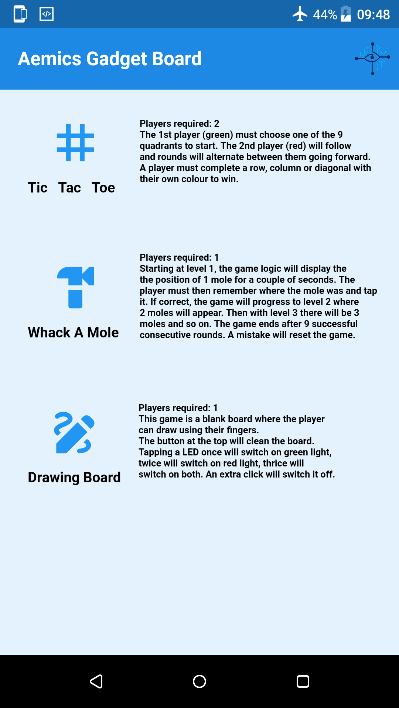 44% 09:48
Aemics Gadget Board
Players required: 2
The 1st player (green) must choose one of the 9
quadrants to start. The 2nd player (red) will follow
and rounds will alternate between them going forward.
A player must complete a row, column or diagonal with
their own colour to win.
Tic Tac Toe
Players required: 1
Starting at level 1, the game logic will display the
the position of 1 mole for a couple of seconds. The
player must then remember where the mole was and tap
it. If correct, the game will progress to level 2 where
2 moles will appear. Then with level 3 there will be 3
moles and so on. The game ends after 9 successful
consecutive rounds. A mistake will reset the game.
Whack A Mole
Players required: 1
This game is a blank board where the player
can draw using their fingers.
The button at the top will clean the board.
Tapping a LED once will switch on green light,
twice will switch on red light, thrice will
switch on both. An extra click will switch it off.
Drawing Board